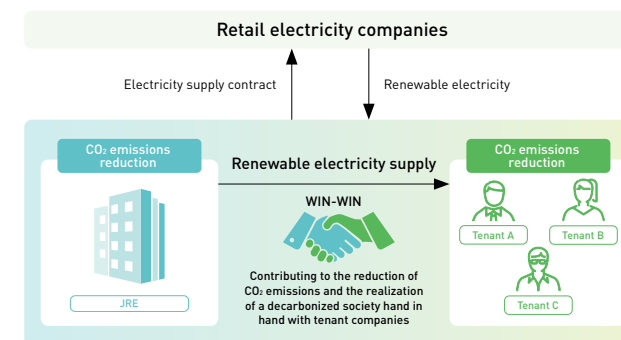 Retail electricity companies
Electricity supply contract
Renewable electricity
CO₂ emissions
reduction
JRE
Renewable electricity supply
WIN-WIN
Contributing to the reduction of
CO₂ emissions and the realization
of a decarbonized society hand in
hand with tenant companies
CO₂ emissions
reduction
Tenant A
Tenant B
Tenant C